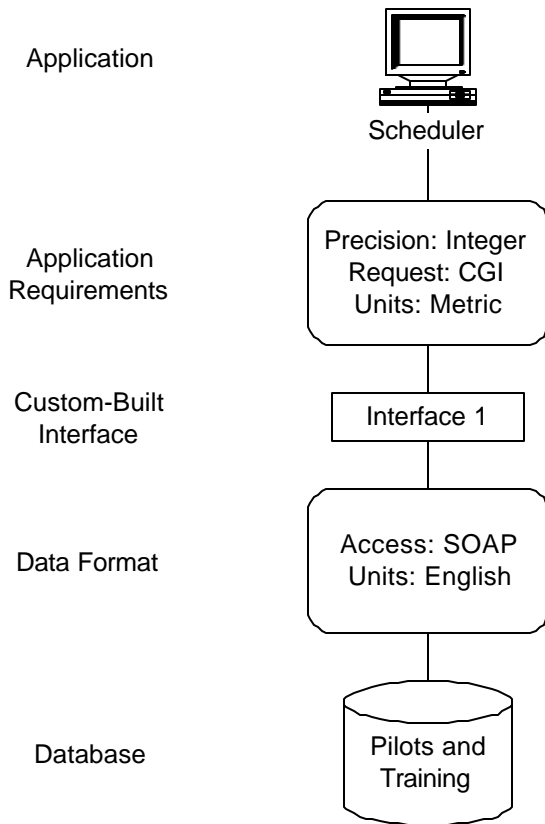 Application
Scheduler
Application
Requirements
Precision: Integer
Request: CGI
Units: Metric
Custom-Built
Interface
Interface 1
Data Format
Access: SOAP
Units: English
Database
Pilots and
Training